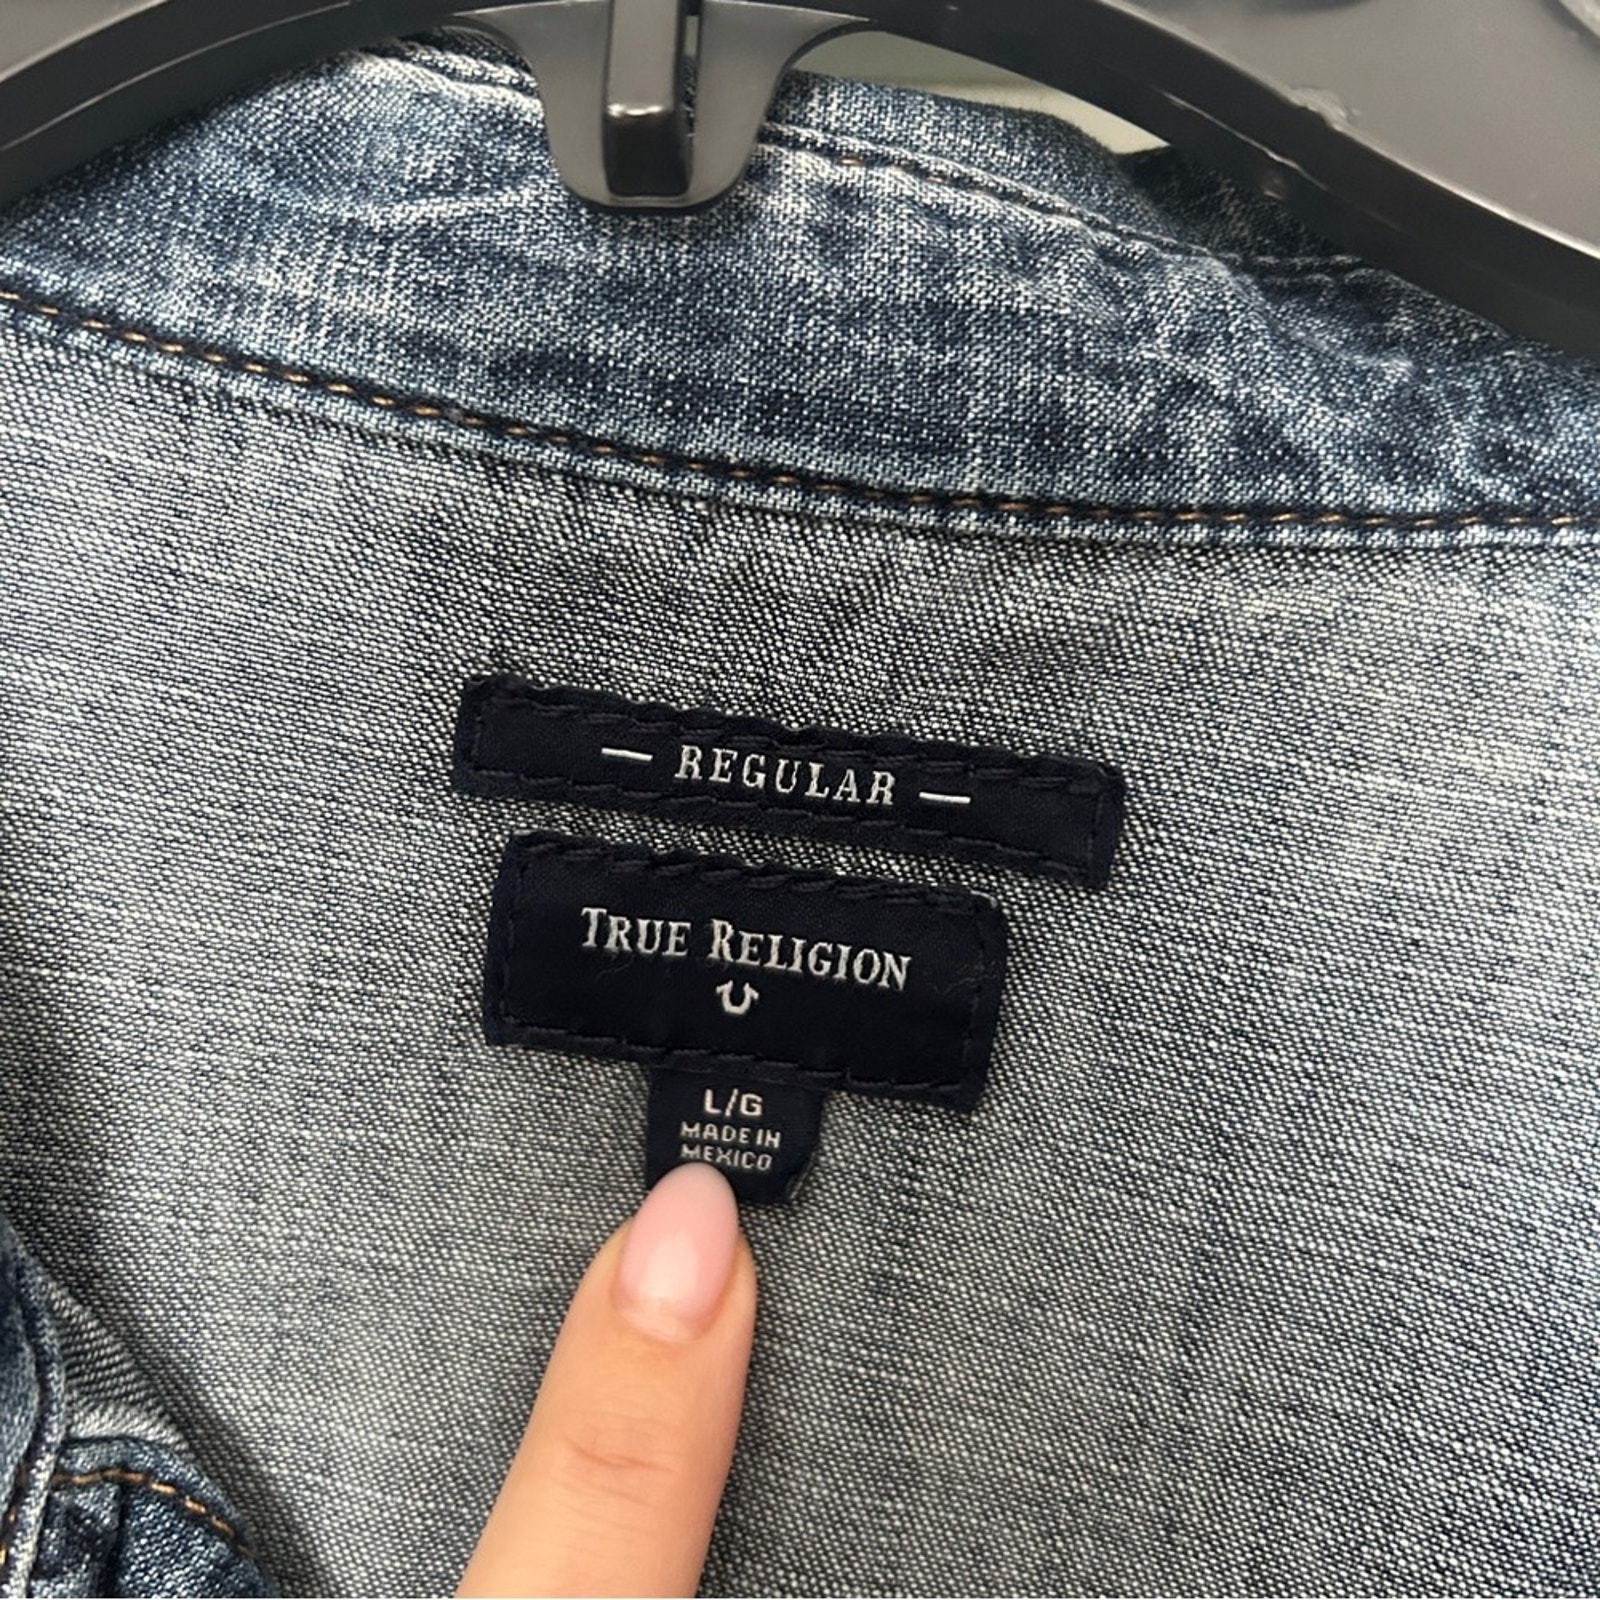 — REGULAR —
TRUE RELIGION
L/G
MADE IN
MEXICO